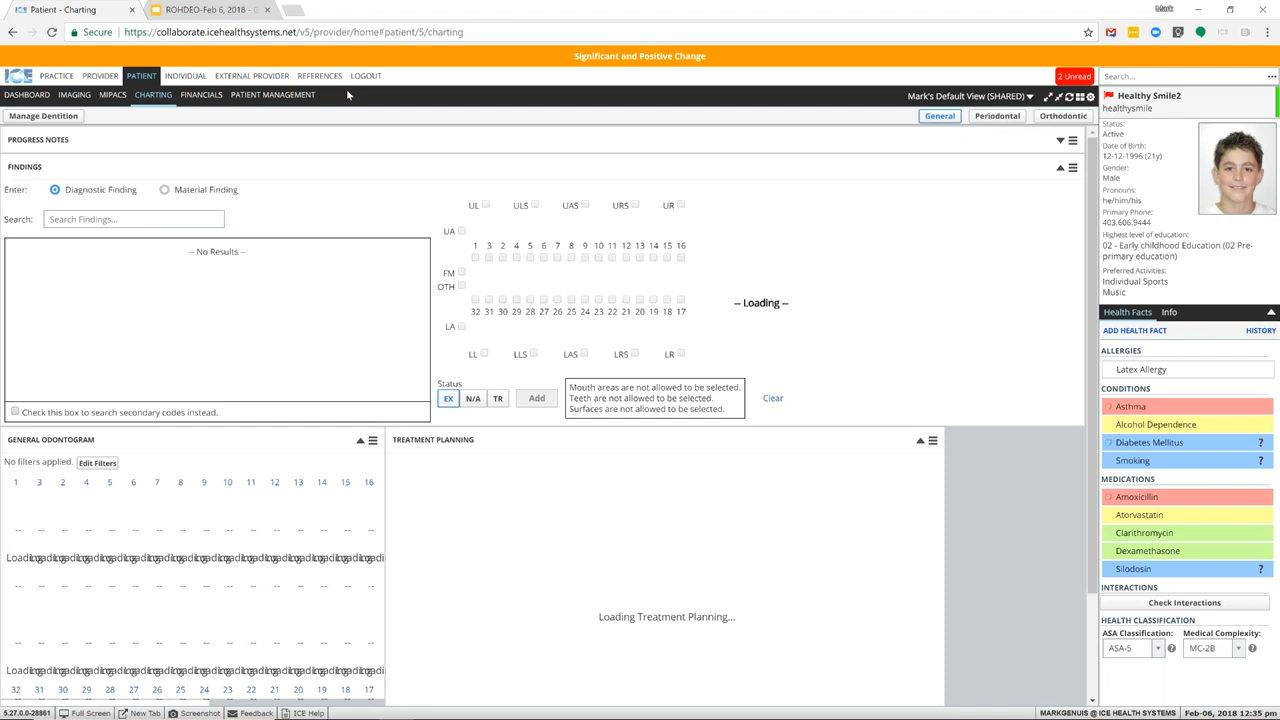 Patient - Charting
ROHDEO-Feb 6, 2018 - G
Secure https://collaborate.icehealthsystems.net/v5/provider/home#patient/5/charting
Significant and Positive Change
ICE PRACTICE PROVIDER PATIENT INDIVIDUAL EXTERNAL PROVIDER REFERENCES LOGOUT 2 Unread Search...
DASHBOARD IMAGING MIPACS CHARTING FINANCIALS PATIENT MANAGEMENT Mark's Default View (SHARED)
Manage Dentition General Periodontal Orthodontic
PROGRESS NOTES
FINDINGS
Enter: Diagnostic Finding Material Finding
Search: Search Findings...
-- No Results --
Check this box to search secondary codes instead.
UL ULS UAS URS UR
UA
1 3 2 4 5 6 7 8 9 10 11 12 13 14 15 16
FM
OTH
32 31 30 29 28 27 26 25 24 23 22 21 20 19 18 17
LA
LL LLS LAS LRS LR
-- Loading --
Status
EX N/A TR Add
Mouth areas are not allowed to be selected.
Teeth are not allowed to be selected.
Surfaces are not allowed to be selected.
Clear
GENERAL ODONTOGRAM
No filters applied. Edit Filters
1 3 2 4 5 6 7 8 9 10 11 12 13 14 15 16
-- -- -- -- -- -- -- -- -- -- -- -- -- -- -- --
-- -- -- -- -- -- -- -- -- -- -- -- -- -- -- --
-- -- -- -- -- -- -- -- -- -- -- -- -- -- -- --
32 31 30 29 28 27 26 25 24 23 22 21 20 19 18 17
TREATMENT PLANNING
Loading Treatment Planning...
Healthy Smile2
healthysmile
Status:
Active
Date of Birth:
12-12-1996 (21y)
Gender:
Male
Pronouns:
he/him/his
Primary Phone:
403.606.9444
Highest level of education:
02 - Early childhood Education (02 Pre-
primary education)
Preferred Activities:
Individual Sports
Music
Health Facts Info
ADD HEALTH FACT HISTORY
ALLERGIES
Latex Allergy
CONDITIONS
Asthma
Alcohol Dependence
Diabetes Mellitus ?
Smoking ?
MEDICATIONS
Amoxicillin
Atorvastatin
Clarithromycin
Dexamethasone
Silodosin ?
INTERACTIONS
Check Interactions
HEALTH CLASSIFICATION
ASA Classification: Medical Complexity:
ASA-5 ? MC-2B ?
5.27.0.0-28861 Full Screen New Tab Screenshot Feedback ICE Help MARKGENUIS @ ICE HEALTH SYSTEMS Feb-06, 2018 12:35 pm